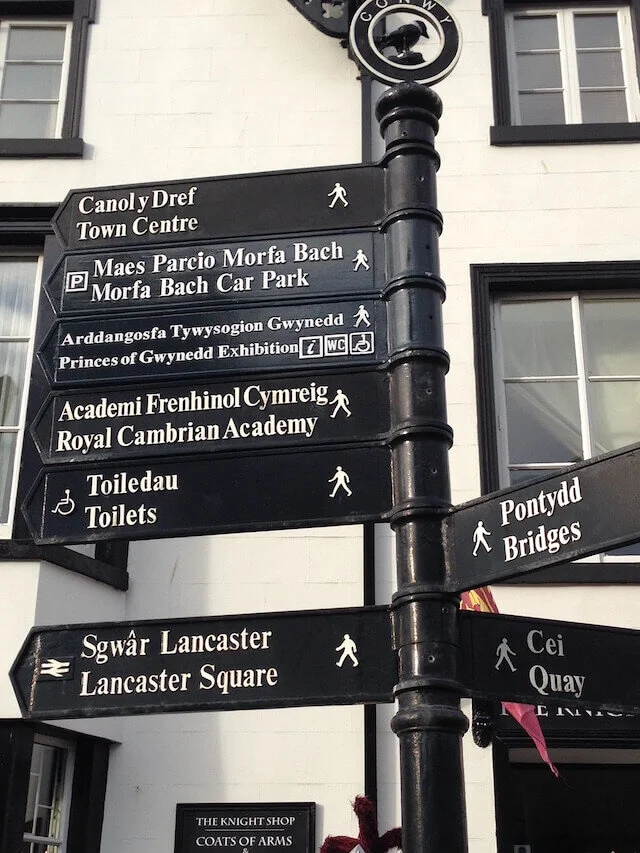 CONWY
Canol y Dref
Town Centre
P
Maes Parcio Morfa Bach
Morfa Bach Car Park
Arddangosfa Tywysogion Gwynedd
Princes of Gwynedd Exhibition i WC
Academi Frenhinol Cymreig
Royal Cambrian Academy
Toiledau
Toilets
Pontydd
Bridges
Sgwâr Lancaster
Lancaster Square
Cei
Quay
THE KNIGHT SHOP
COATS OF ARMS
&